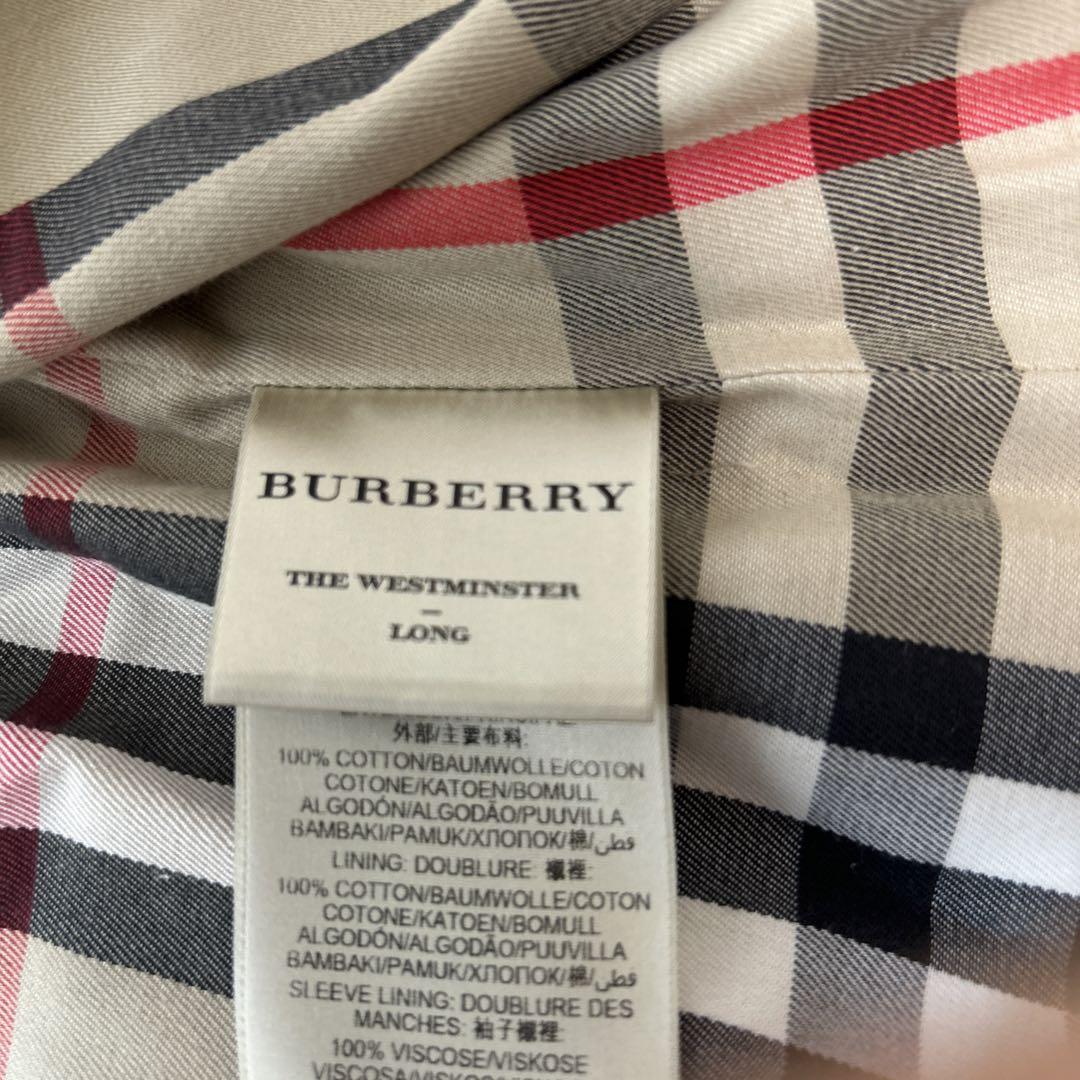 BURBERRY
THE WESTMINSTER
–
LONG
外部/主要布料:
100% COTTON/BAUMWOLLE/COTON
COTONE/KATOEN/BOMULL
ALGODÓN/ALGODÃO/PUUVILLA
BAMBAKI/PAMUK/ХЛОПОК/棉/قطن
LINING: DOUBLURE: 襯裡:
100% COTTON/BAUMWOLLE/COTON
COTONE/KATOEN/BOMULL
ALGODÓN/ALGODÃO/PUUVILLA
BAMBAKI/PAMUK/ХЛОПОК/棉/قطن
SLEEVE LINING: DOUBLURE DES
MANCHES: 袖子襯裡:
100% VISCOSE/VISKOSE